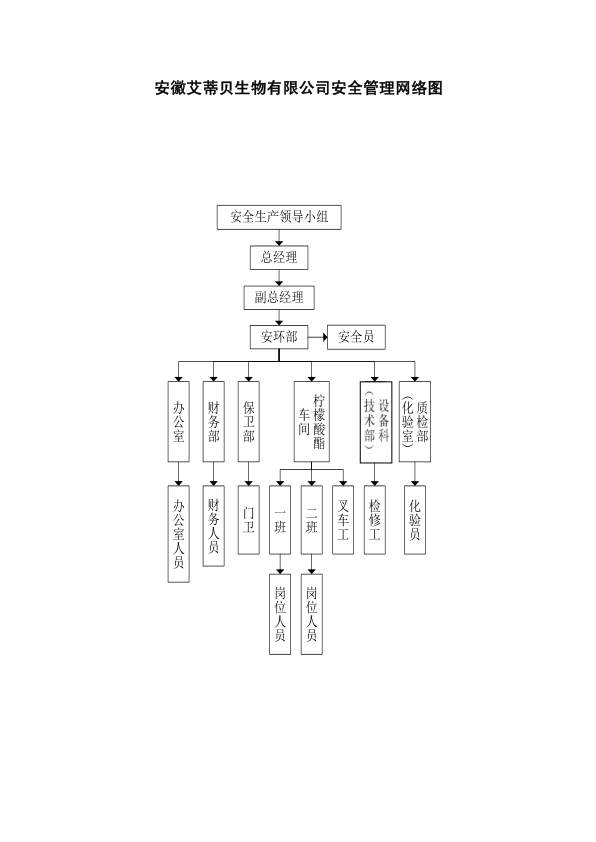 安徽艾蒂贝生物有限公司安全管理网络图
安全生产领导小组
总经理
副总经理
安环部
安全员
办公室
财务部
保卫部
柠檬酸酯
车间
设备科
（技术部）
质检部
（化验室）
办公室人员
财务人员
门卫
一班
二班
叉车工
检修工
化验员
岗位人员
岗位人员